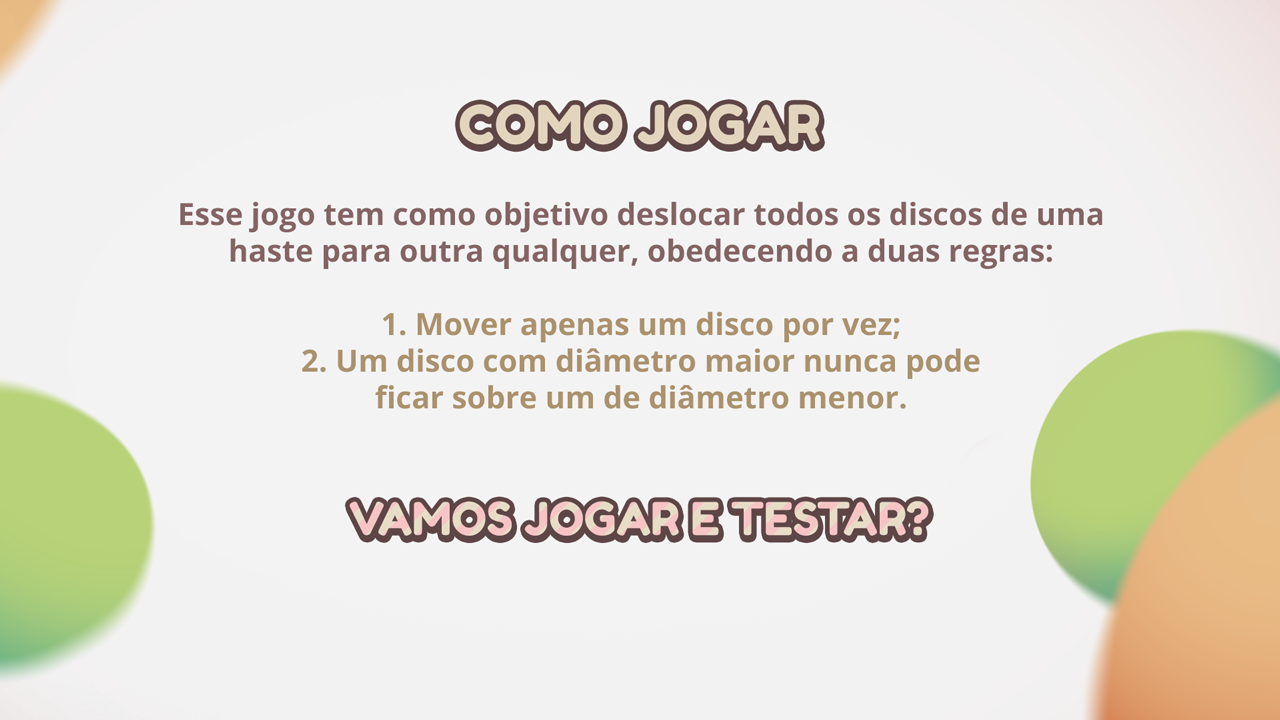 COMO JOGAR
Esse jogo tem como objetivo deslocar todos os discos de uma
haste para outra qualquer, obedecendo a duas regras:
1. Mover apenas um disco por vez;
2. Um disco com diâmetro maior nunca pode
ficar sobre um de diâmetro menor.
VAMOS JOGAR E TESTAR?